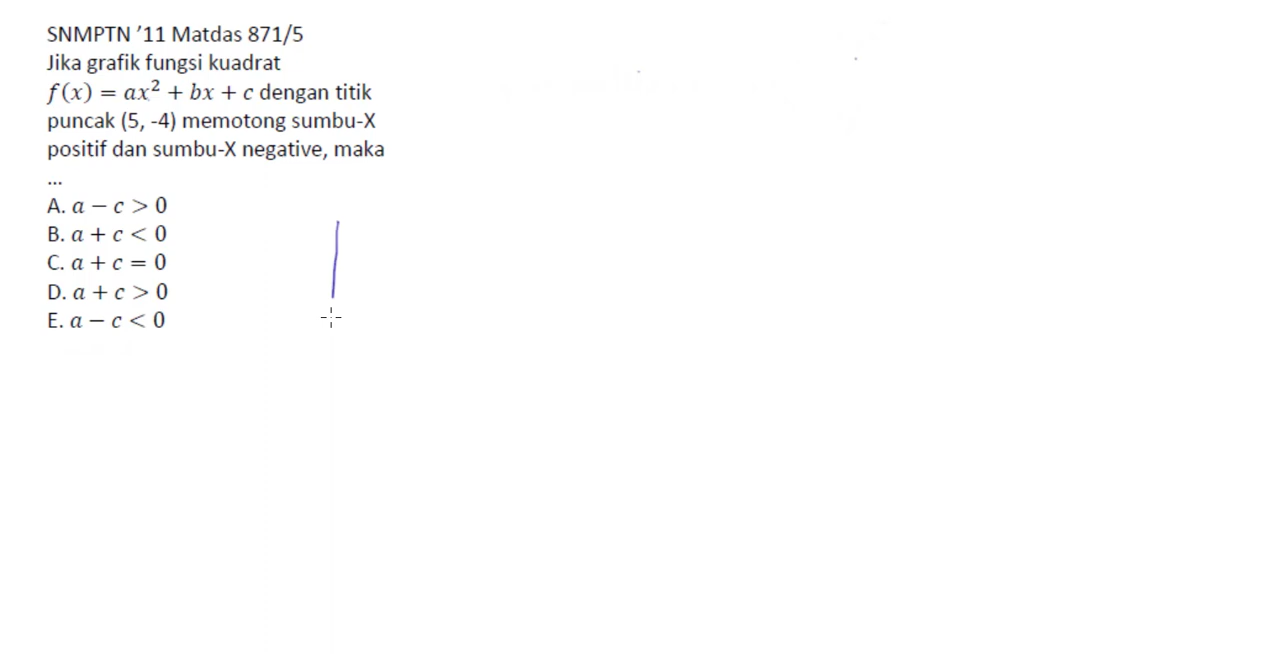 SNMPTN ’11 Matdas 871/5
Jika grafik fungsi kuadrat
f(x) = ax² + bx + c dengan titik
puncak (5, -4) memotong sumbu-X
positif dan sumbu-X negative, maka
...
A. a − c > 0
B. a + c < 0
C. a + c = 0
D. a + c > 0
E. a − c < 0